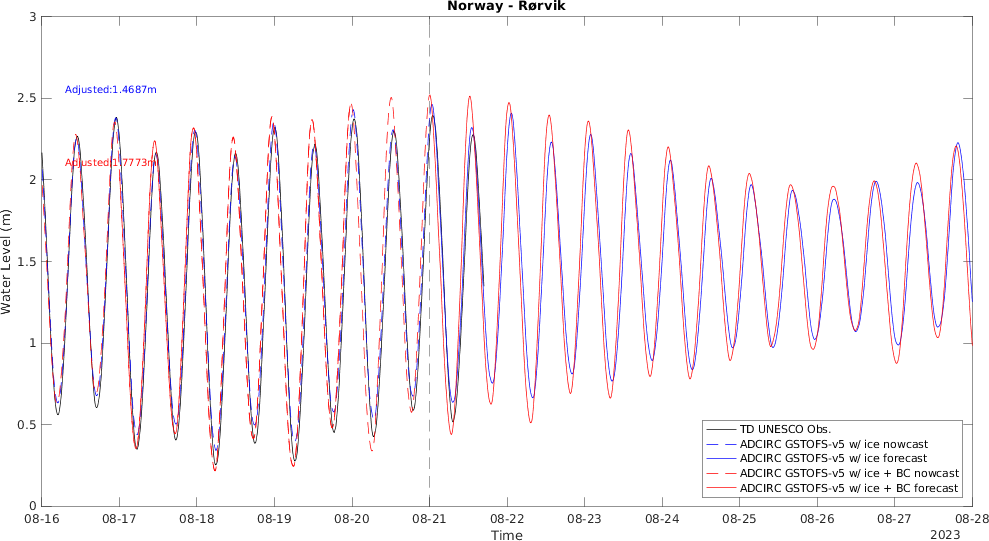 Norway - Rørvik
3
2.5
2
1.5
1
0.5
0
Water Level (m)
Adjusted:1.4687m
Adjusted:1.7773m
TD UNESCO Obs.
ADCIRC GSTOFS-v5 w/ ice nowcast
ADCIRC GSTOFS-v5 w/ ice forecast
ADCIRC GSTOFS-v5 w/ ice + BC nowcast
ADCIRC GSTOFS-v5 w/ ice + BC forecast
08-16 08-17 08-18 08-19 08-20 08-21 08-22 08-23 08-24 08-25 08-26 08-27 08-28
Time
2023